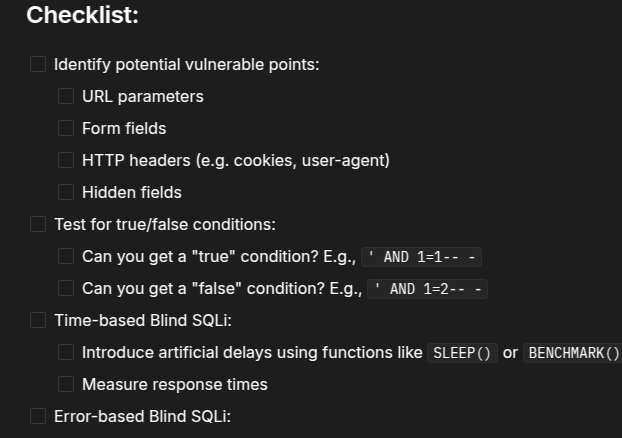 Checklist:
Identify potential vulnerable points:
URL parameters
Form fields
HTTP headers (e.g. cookies, user-agent)
Hidden fields
Test for true/false conditions:
Can you get a "true" condition? E.g., ' AND 1=1-- -
Can you get a "false" condition? E.g., ' AND 1=2-- -
Time-based Blind SQLi:
Introduce artificial delays using functions like SLEEP() or BENCHMARK()
Measure response times
Error-based Blind SQLi: